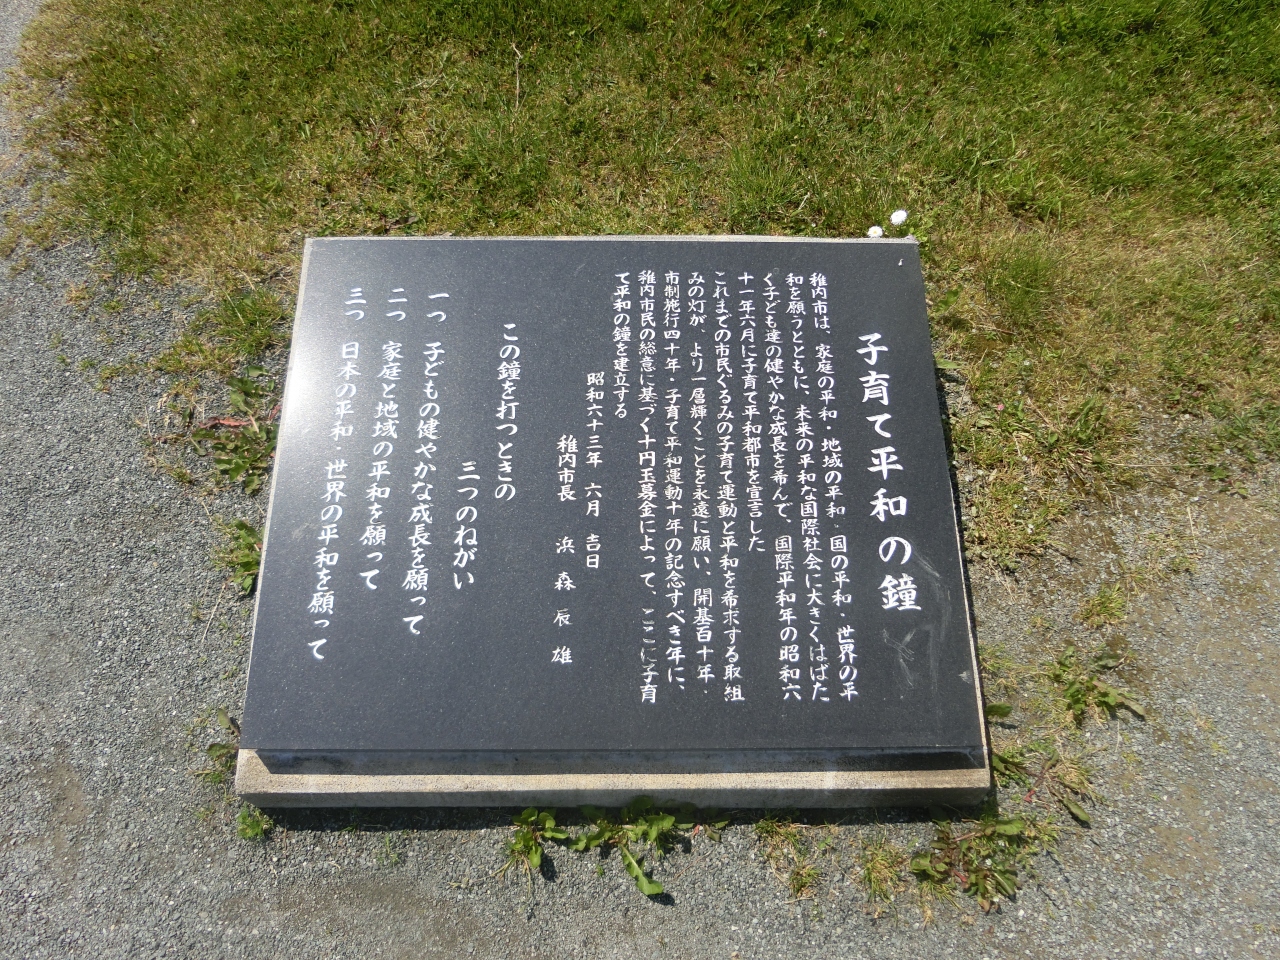 子育て平和の鐘
稚内市は、家庭の平和・地域の平和・国の平和・世界の平
和を願うとともに、未来の平和な国際社会に大きくはばた
く子ども達の健やかな成長を希んで、国際平和年の昭和六
十一年六月に子育て平和都市を宣言した
これまでの市民ぐるみの子育て運動と平和を希求する取組
みの灯が、より一層輝くことを永遠に願い、開基百十年・
市制施行四十年・子育て平和運動十年の記念すべき年に、
稚内市民の総意に基づく十円玉募金によって、ここに子育
て平和の鐘を建立する
昭和六十三年 六月 吉日
稚内市長 浜森辰雄
この鐘を打つときの
三つのねがい
一つ 子どもの健やかな成長を願って
二つ 家庭と地域の平和を願って
三つ 日本の平和・世界の平和を願って